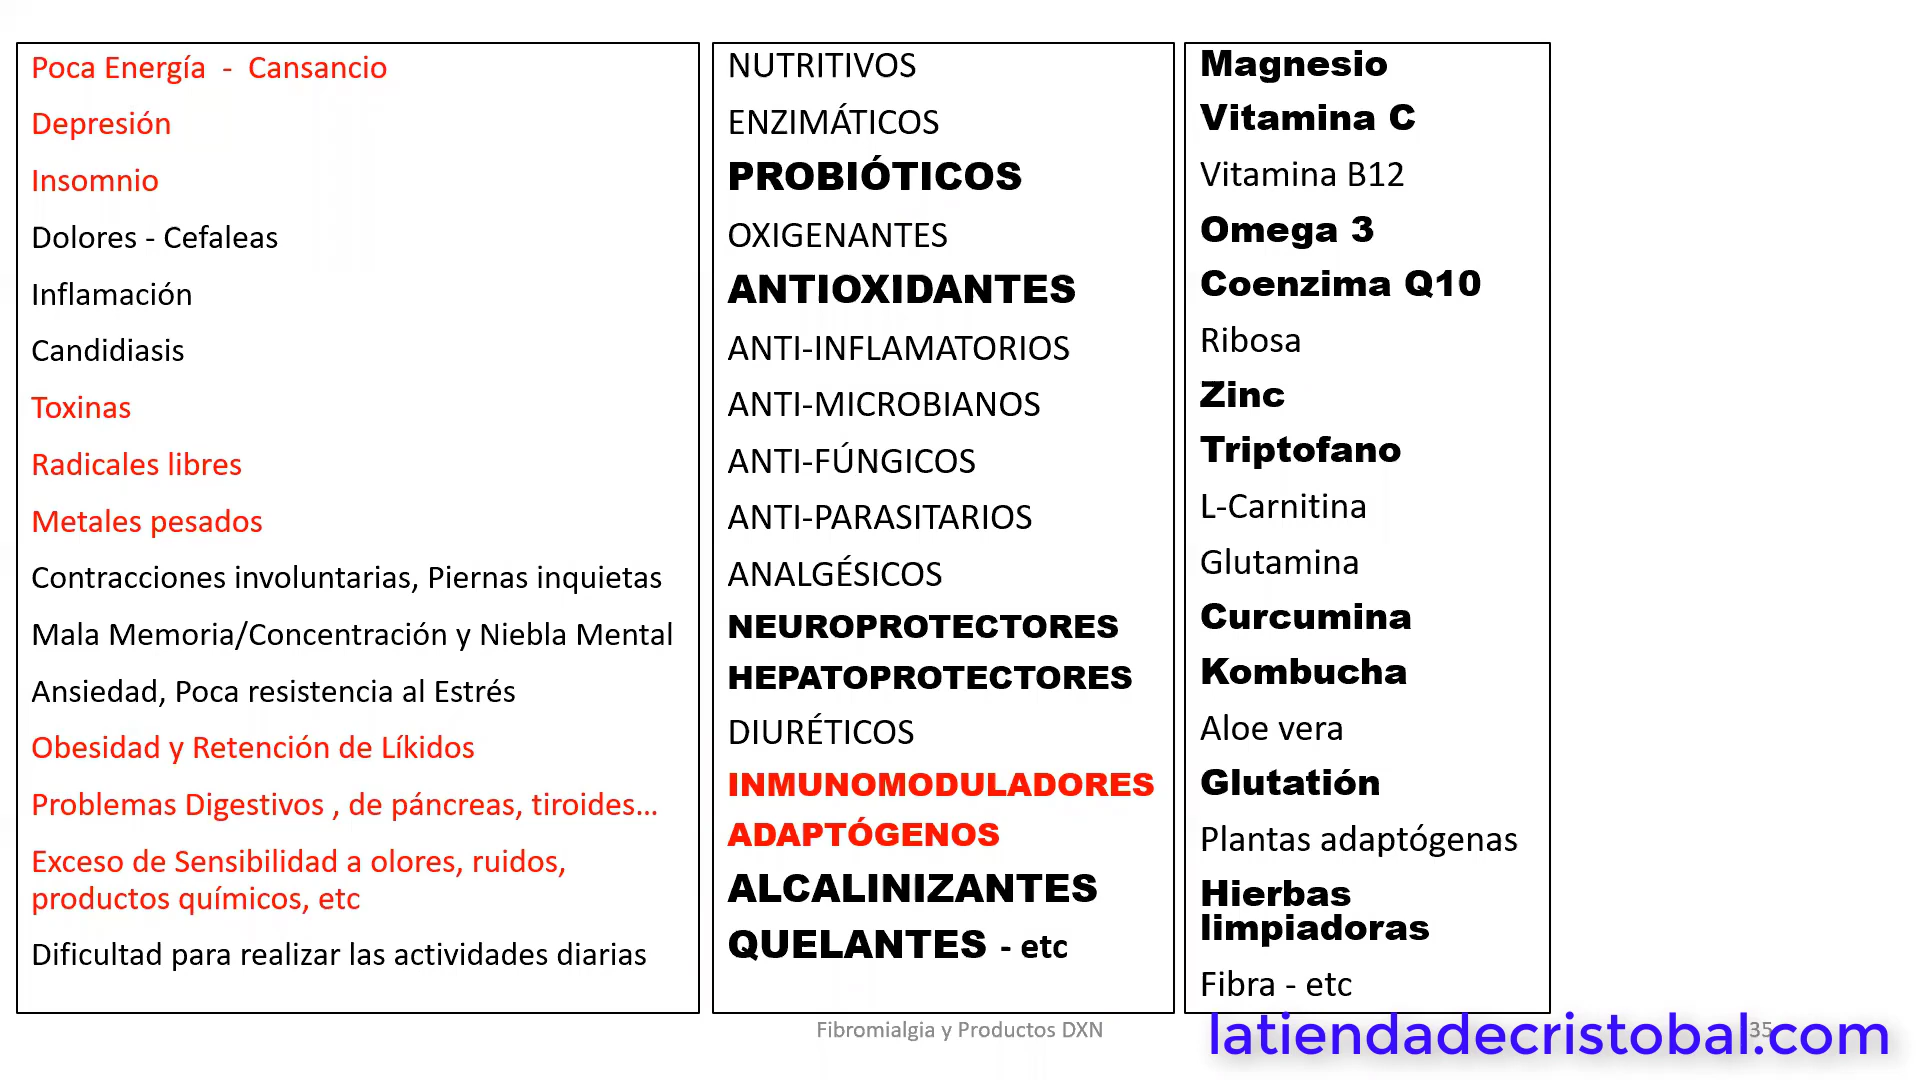 Poca Energía - Cansancio
Depresión
Insomnio
Dolores - Cefaleas
Inflamación
Candidiasis
Toxinas
Radicales libres
Metales pesados
Contracciones involuntarias, Piernas inquietas
Mala Memoria/Concentración y Niebla Mental
Ansiedad, Poca resistencia al Estrés
Obesidad y Retención de Líkidos
Problemas Digestivos , de páncreas, tiroides...
Exceso de Sensibilidad a olores, ruidos,
productos químicos, etc
Dificultad para realizar las actividades diarias
NUTRITIVOS
ENZIMÁTICOS
PROBIÓTICOS
OXIGENANTES
ANTIOXIDANTES
ANTI-INFLAMATORIOS
ANTI-MICROBIANOS
ANTI-FÚNGICOS
ANTI-PARASITARIOS
ANALGÉSICOS
NEUROPROTECTORES
HEPATOPROTECTORES
DIURÉTICOS
INMUNOMODULADORES
ADAPTÓGENOS
ALCALINIZANTES
QUELANTES - etc
Magnesio
Vitamina C
Vitamina B12
Omega 3
Coenzima Q10
Ribosa
Zinc
Triptofano
L-Carnitina
Glutamina
Curcumina
Kombucha
Aloe vera
Glutatión
Plantas adaptógenas
Hierbas
limpiadoras
Fibra - etc
Fibromialgia y Productos DXN
35
latiendadecristobal.com